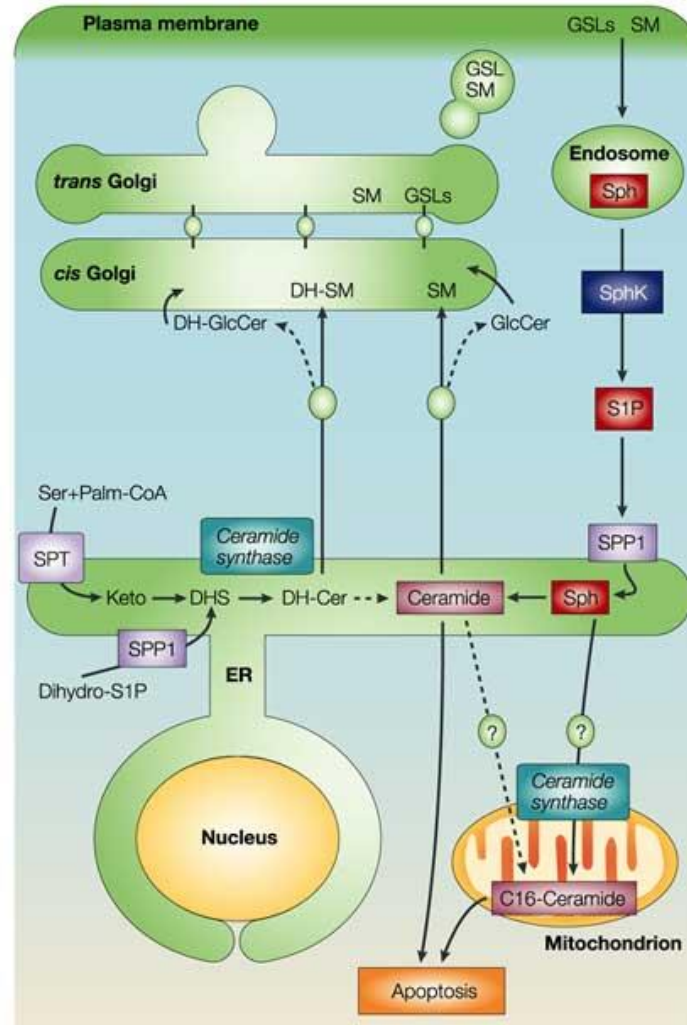 Plasma membrane
GSLs SM
GSL
SM
Endosome
Sph
trans Golgi
SM GSLs
cis Golgi
DH-SM
SM
SphK
DH-GlcCer
GlcCer
S1P
Ser+Palm-CoA
SPT
Ceramide
synthase
SPP1
Keto
DHS
DH-Cer
Ceramide
Sph
SPP1
Dihydro-S1P
ER
?
?
Ceramide
synthase
Nucleus
C16-Ceramide
Mitochondrion
Apoptosis